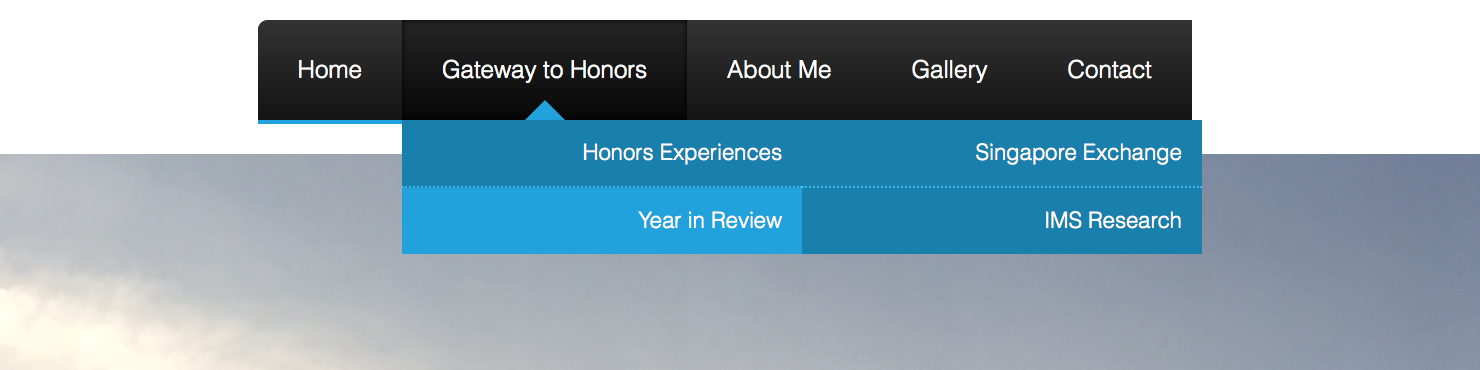 Home Gateway to Honors About Me Gallery Contact
Honors Experiences Singapore Exchange
Year in Review IMS Research